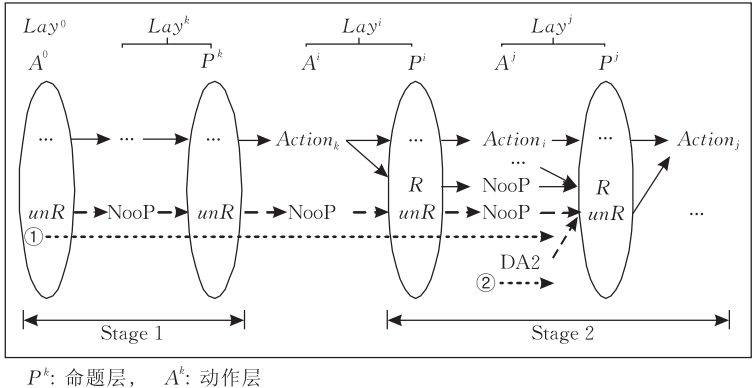 Lay⁰ Layᵏ Layⁱ Layʲ
A⁰ Pᵏ Aⁱ Pⁱ Aʲ Pʲ
... ... ... Actionₖ ... Actionᵢ ... Actionⱼ
...
R NooP R
unR NooP unR NooP unR NooP unR ...
①
DA2
②
Stage 1 Stage 2
Pᵏ: 命题层, Aᵏ: 动作层